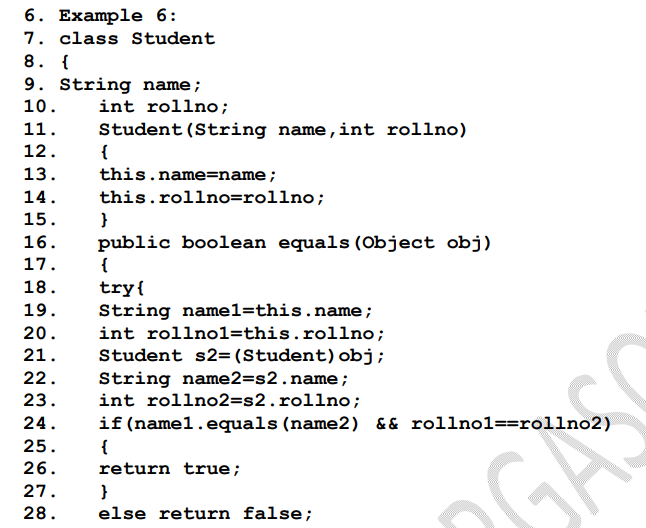 6. Example 6:
7. class Student
8. {
9. String name;
10. int rollno;
11. Student(String name,int rollno)
12. {
13. this.name=name;
14. this.rollno=rollno;
15. }
16. public boolean equals(Object obj)
17. {
18. try{
19. String name1=this.name;
20. int rollno1=this.rollno;
21. Student s2=(Student)obj;
22. String name2=s2.name;
23. int rollno2=s2.rollno;
24. if(name1.equals(name2) && rollno1==rollno2)
25. {
26. return true;
27. }
28. else return false;